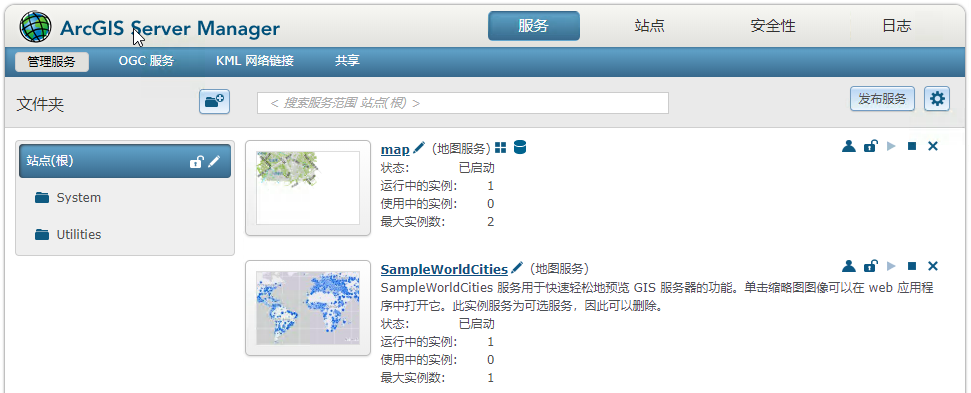 ArcGIS Server Manager
服务
站点
安全性
日志
管理服务
OGC 服务
KML 网络链接
共享
文件夹
< 搜索服务范围 站点(根) >
发布服务
站点(根)
System
Utilities
map (地图服务)
状态: 已启动
运行中的实例: 1
使用中的实例: 0
最大实例数: 2
SampleWorldCities (地图服务)
SampleWorldCities 服务用于快速轻松地预览 GIS 服务器的功能。单击缩略图图像可以在 web 应用程
序中打开它。此实例服务为可选服务，因此可以删除。
状态: 已启动
运行中的实例: 1
使用中的实例: 0
最大实例数: 1